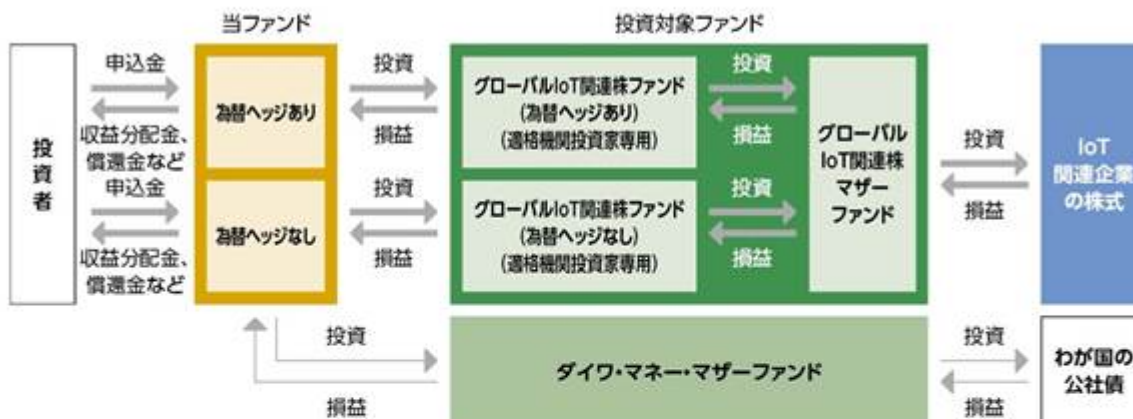 当ファンド
投資対象ファンド
投資者
申込金
収益分配金、
償還金など
申込金
収益分配金、
償還金など
為替ヘッジあり
為替ヘッジなし
投資
損益
投資
損益
グローバルIoT関連株ファンド
(為替ヘッジあり)
(適格機関投資家専用)
グローバルIoT関連株ファンド
(為替ヘッジなし)
(適格機関投資家専用)
投資
損益
投資
損益
グローバル
IoT関連株
マザー
ファンド
投資
損益
IoT
関連企業
の株式
投資
損益
ダイワ・マネー・マザーファンド
投資
損益
わが国の
公社債